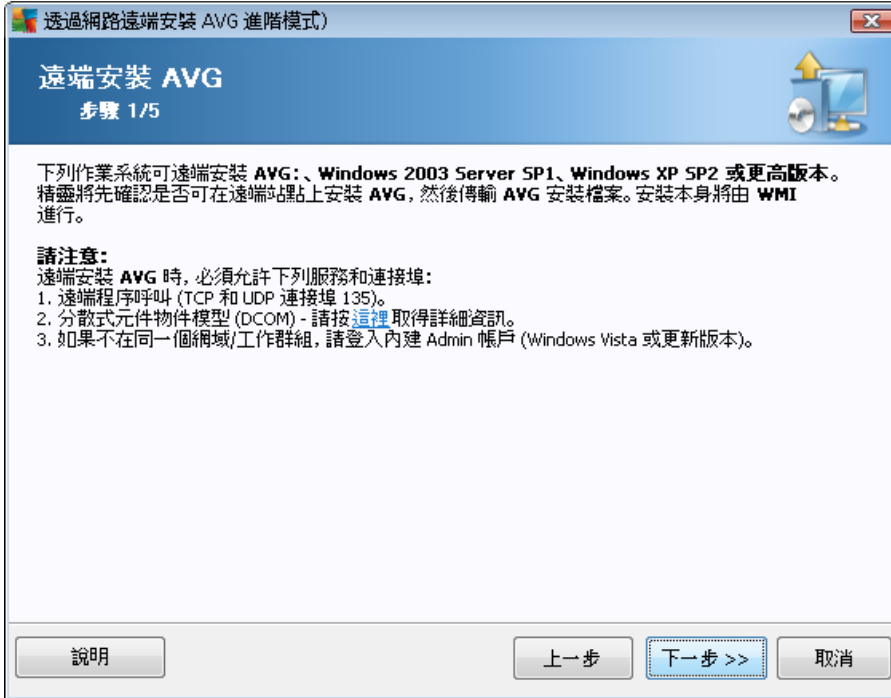 透過網路遠端安裝 AVG 進階模式)
遠端安裝 AVG
步驟 1/5
下列作業系統可遠端安裝 AVG:、Windows 2003 Server SP1、Windows XP SP2 或更高版本。
精靈將先確認是否可在遠端站點上安裝 AVG, 然後傳輸 AVG 安裝檔案。安裝本身將由 WMI
進行。
請注意:
遠端安裝 AVG 時, 必須允許下列服務和連接埠:
1. 遠端程序呼叫 (TCP 和 UDP 連接埠 135)。
2. 分散式元件物件模型 (DCOM) - 請按這裡取得詳細資訊。
3. 如果不在同一個網域/工作群組, 請登入內建 Admin 帳戶 (Windows Vista 或更新版本)。
說明
上一步
下一步 >>
取消